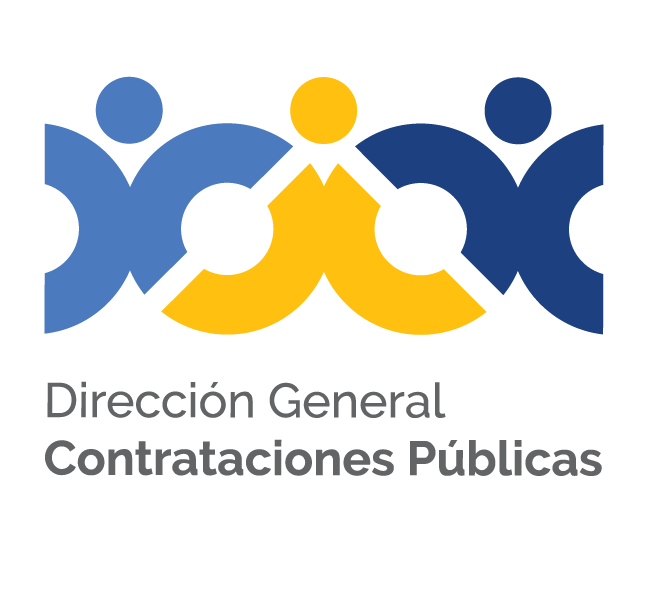 Dirección General
Contrataciones Públicas